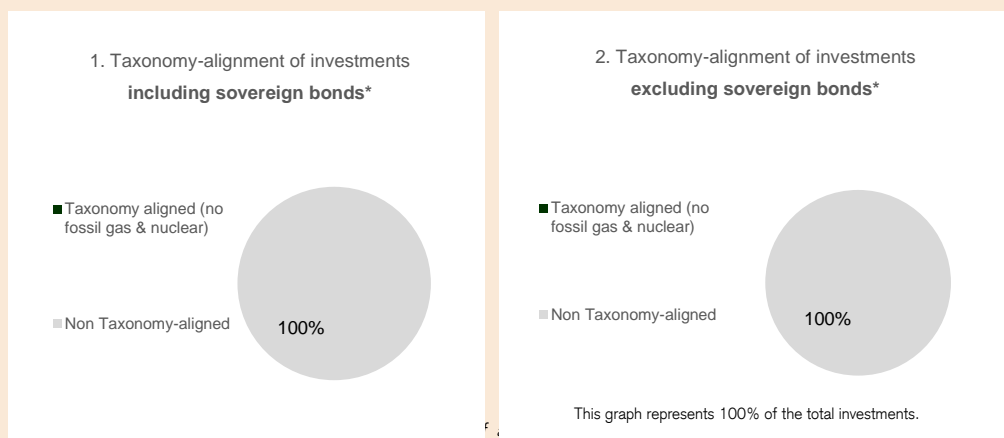 1. Taxonomy-alignment of investments
including sovereign bonds*
Taxonomy aligned (no
fossil gas & nuclear)
Non Taxonomy-aligned
100%
2. Taxonomy-alignment of investments
excluding sovereign bonds*
Taxonomy aligned (no
fossil gas & nuclear)
Non Taxonomy-aligned
100%
This graph represents 100% of the total investments.